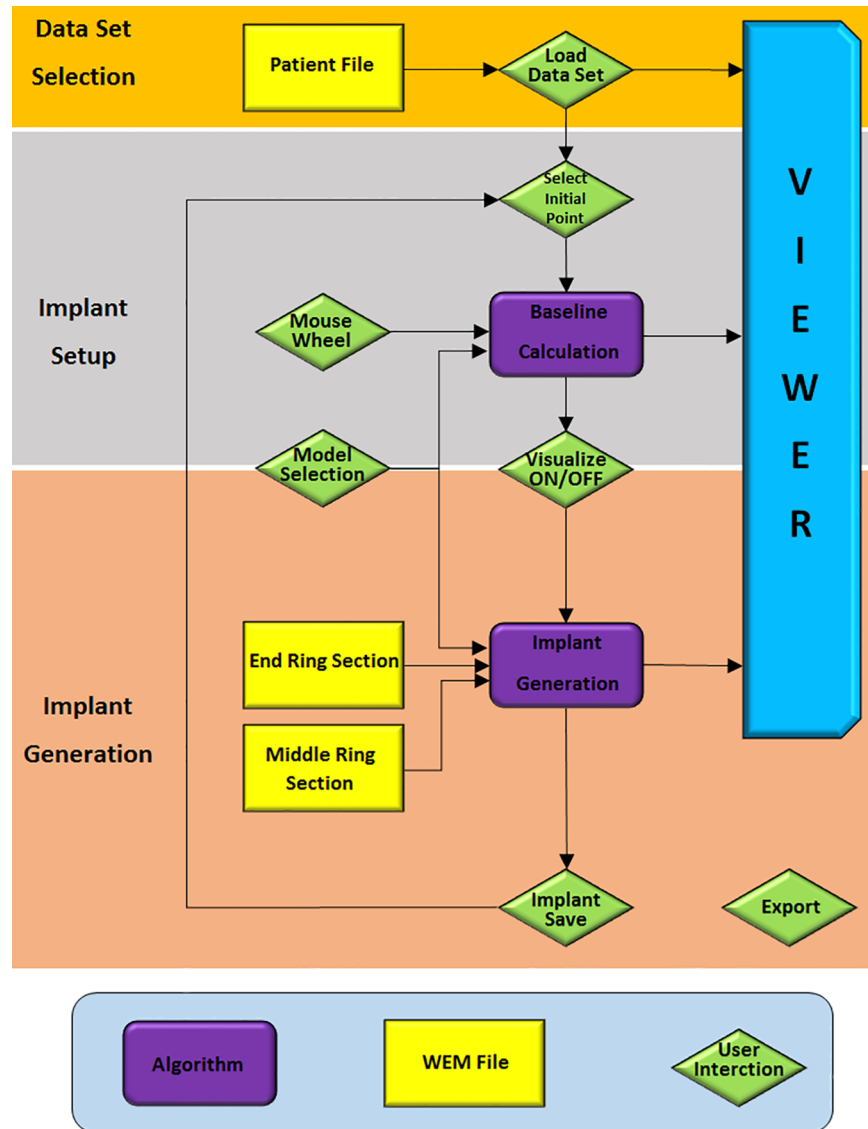 Data Set
Selection
Patient File
Load
Data Set
Select
Initial
Point
Implant
Setup
Mouse
Wheel
Baseline
Calculation
Model
Selection
Visualize
ON/OFF
V
I
E
W
E
R
Implant
Generation
End Ring Section
Implant
Generation
Middle Ring
Section
Implant
Save
Export
Algorithm
WEM File
User
Interction